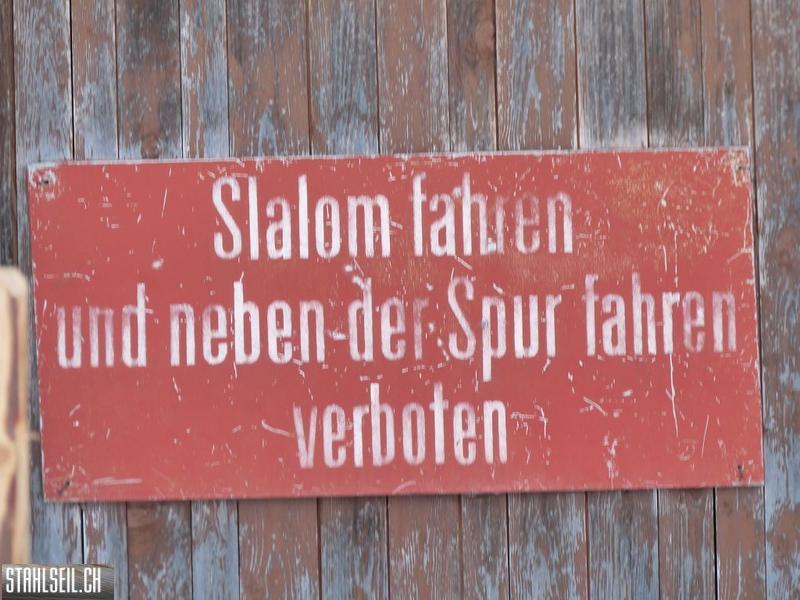 Slalom fahren
und neben der Spur fahren
verboten
STAHLSEIL.CH